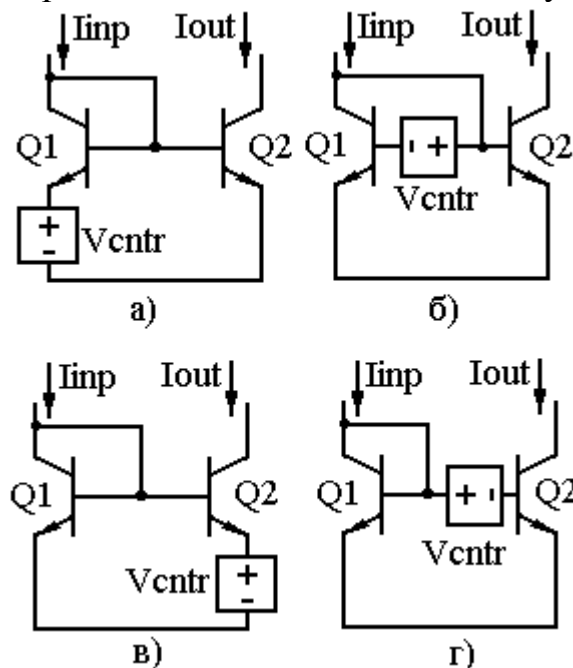 Iinp Iout Iinp Iout
Q1 Q2 Q1 - + Q2
Vcntr
+
- Vcntr
а) б)
Iinp Iout Iinp Iout
Q1 Q2 Q1 + - Q2
Vcntr + Vcntr
-
в) г)